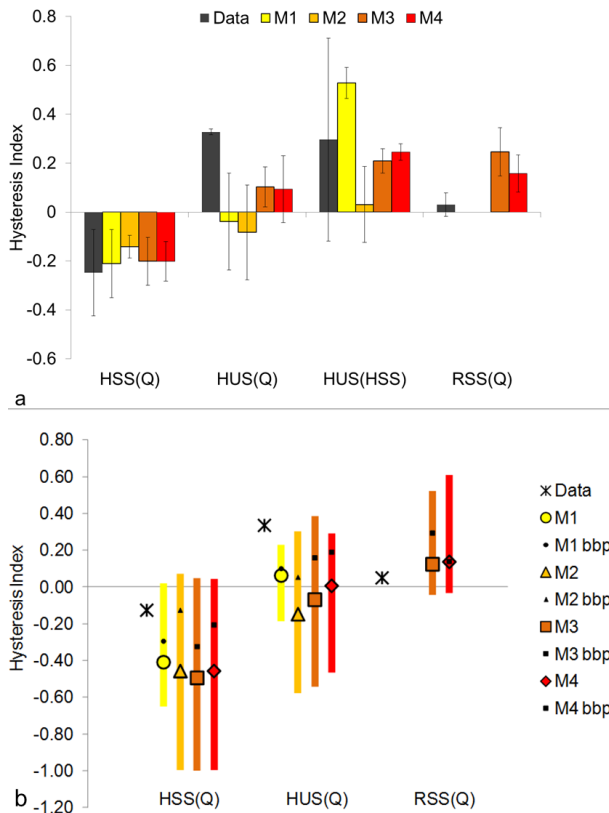 Data M1 M2 M3 M4
Hysteresis Index
0.8
0.6
0.4
0.2
0
-0.2
-0.4
-0.6
HSS(Q) HUS(Q) HUS(HSS) RSS(Q)
a
Hysteresis Index
0.80
0.60
0.40
0.20
0.00
-0.20
-0.40
-0.60
-0.80
-1.00
-1.20
HSS(Q) HUS(Q) RSS(Q)
b
Data
M1
M1 bbp
M2
M2 bbp
M3
M3 bbp
M4
M4 bbp